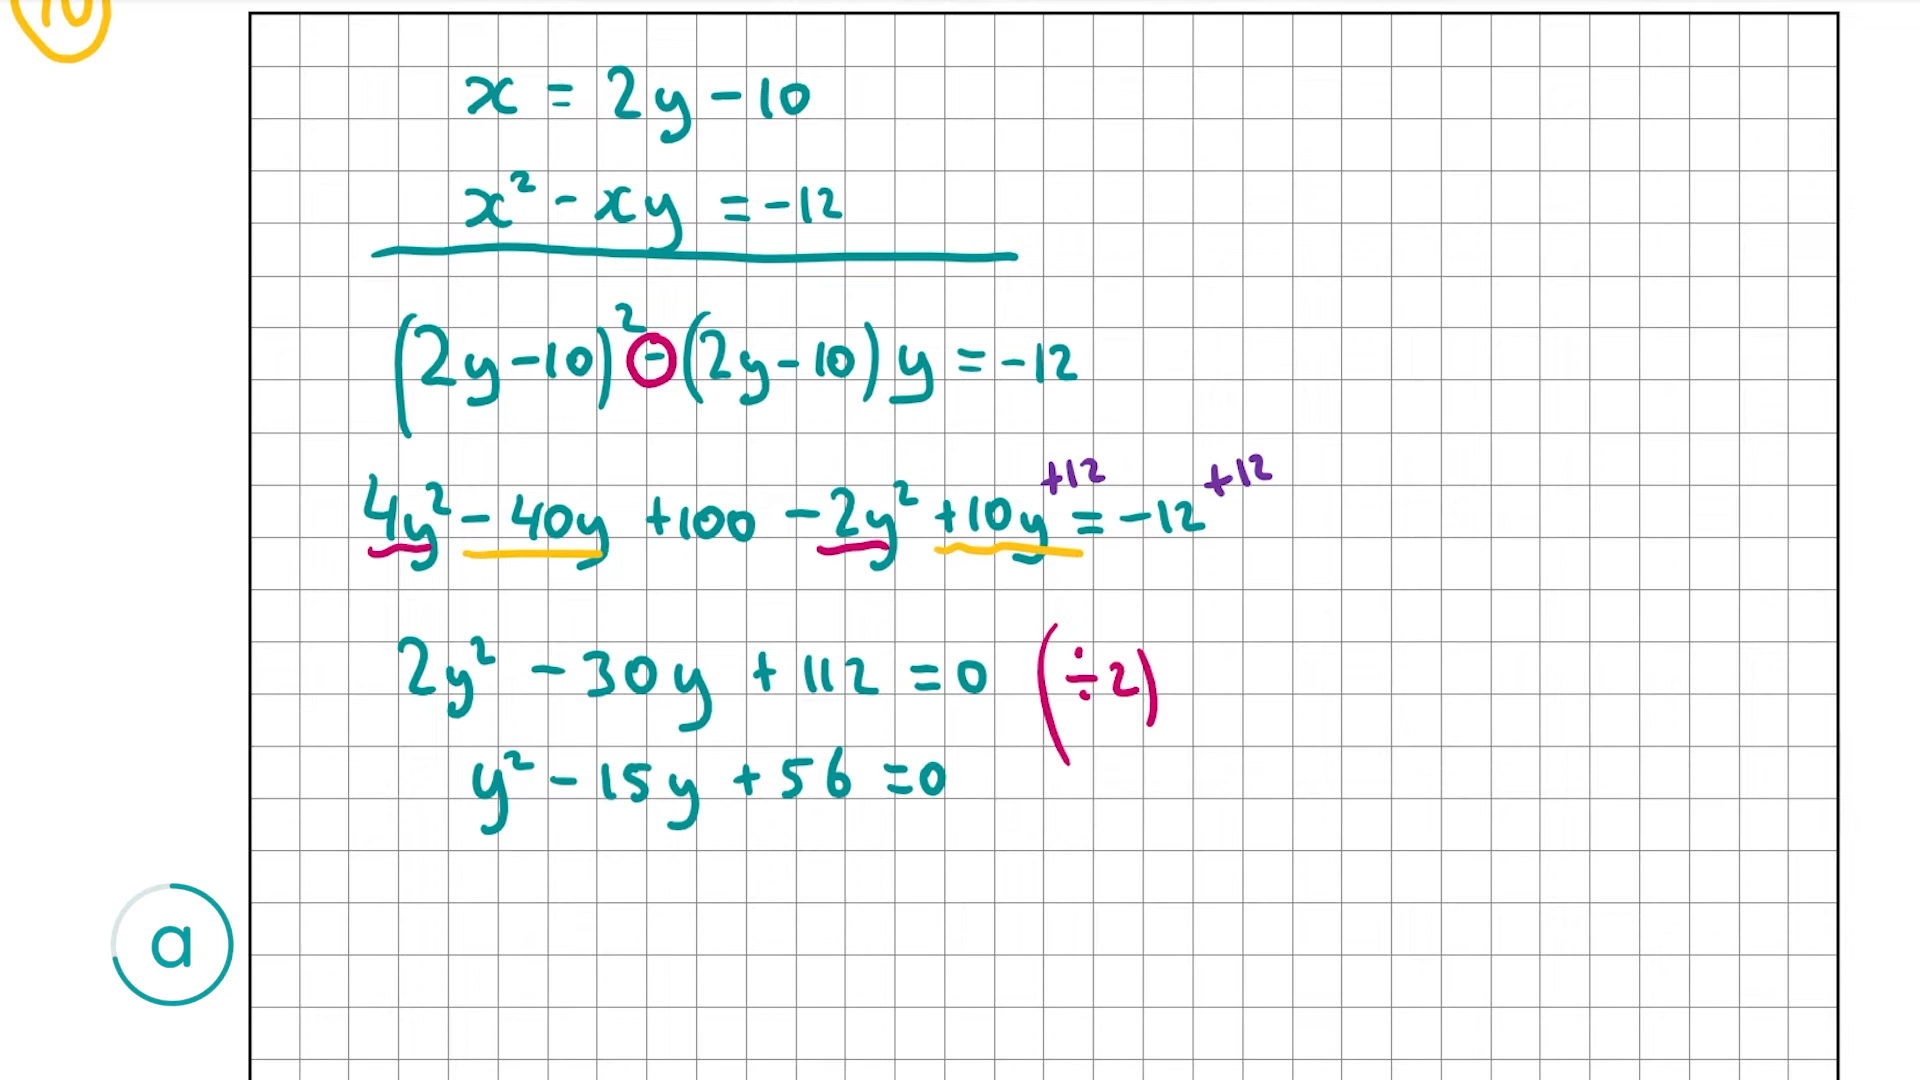 10
x = 2y - 10
x² - xy = -12
(2y - 10)² - (2y - 10) y = -12
+12 +12
4y² - 40y + 100 - 2y² + 10y = -12
2y² - 30y + 112 = 0 (÷2)
y² - 15y + 56 = 0
a